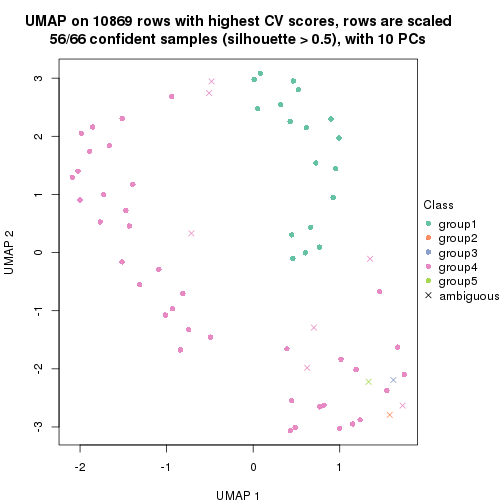 UMAP on 10869 rows with highest CV scores, rows are scaled
56/66 confident samples (silhouette > 0.5), with 10 PCs
3
2
1
0
-1
-2
-3
UMAP 2
-2
-1
0
1
UMAP 1
Class
group1
group2
group3
group4
group5
ambiguous